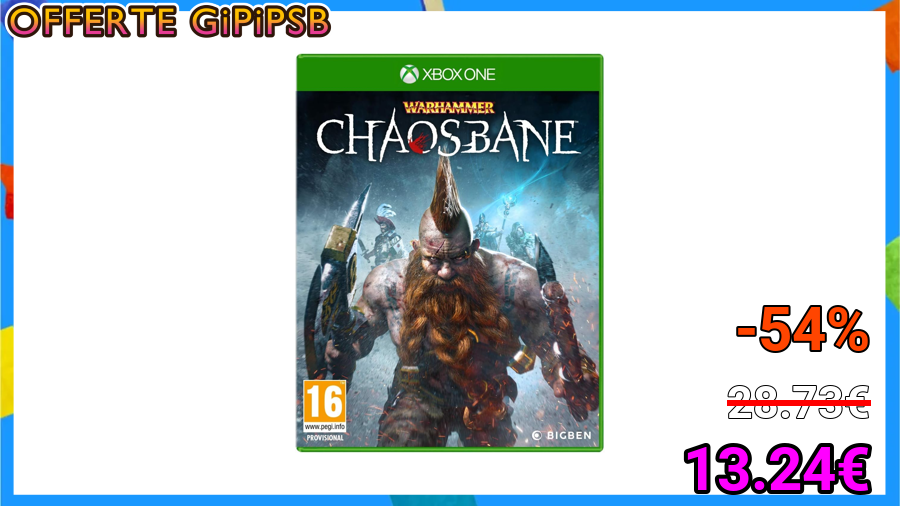 OFFERTE GiPiPSB
XBOX ONE
WARHAMMER
CHAOSBANE
16
www.pegi.info
PROVISIONAL
BIGBEN
-54%
28.73€
13.24€